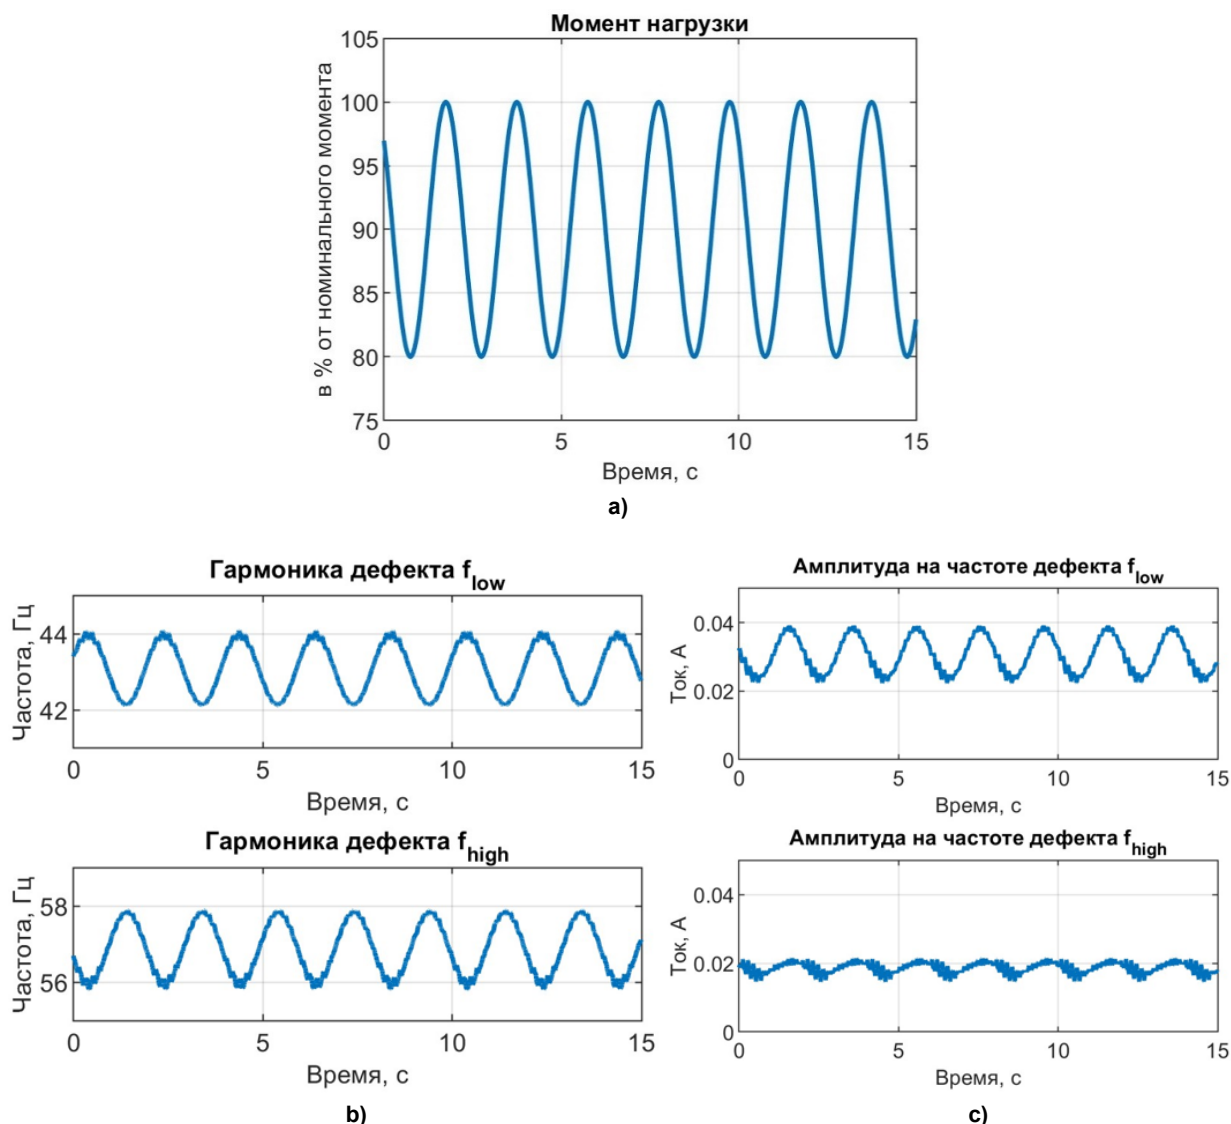 Момент нагрузки
в % от номинального момента
105
100
95
90
85
80
75
0 5 10 15
Время, с
a)
Гармоника дефекта f_low
Частота, Гц
44
42
0 5 10 15
Время, с
Гармоника дефекта f_high
Частота, Гц
58
56
0 5 10 15
Время, с
b)
Амплитуда на частоте дефекта f_low
Ток, А
0.04
0.02
0
0 5 10 15
Время, с
Амплитуда на частоте дефекта f_high
Ток, А
0.04
0.02
0
0 5 10 15
Время, с
c)